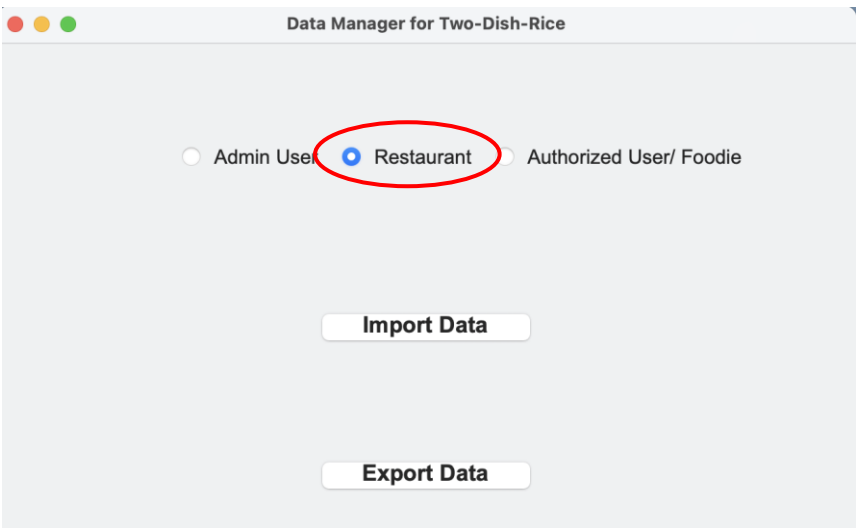 Data Manager for Two-Dish-Rice
Admin User Restaurant Authorized User/ Foodie
Import Data
Export Data